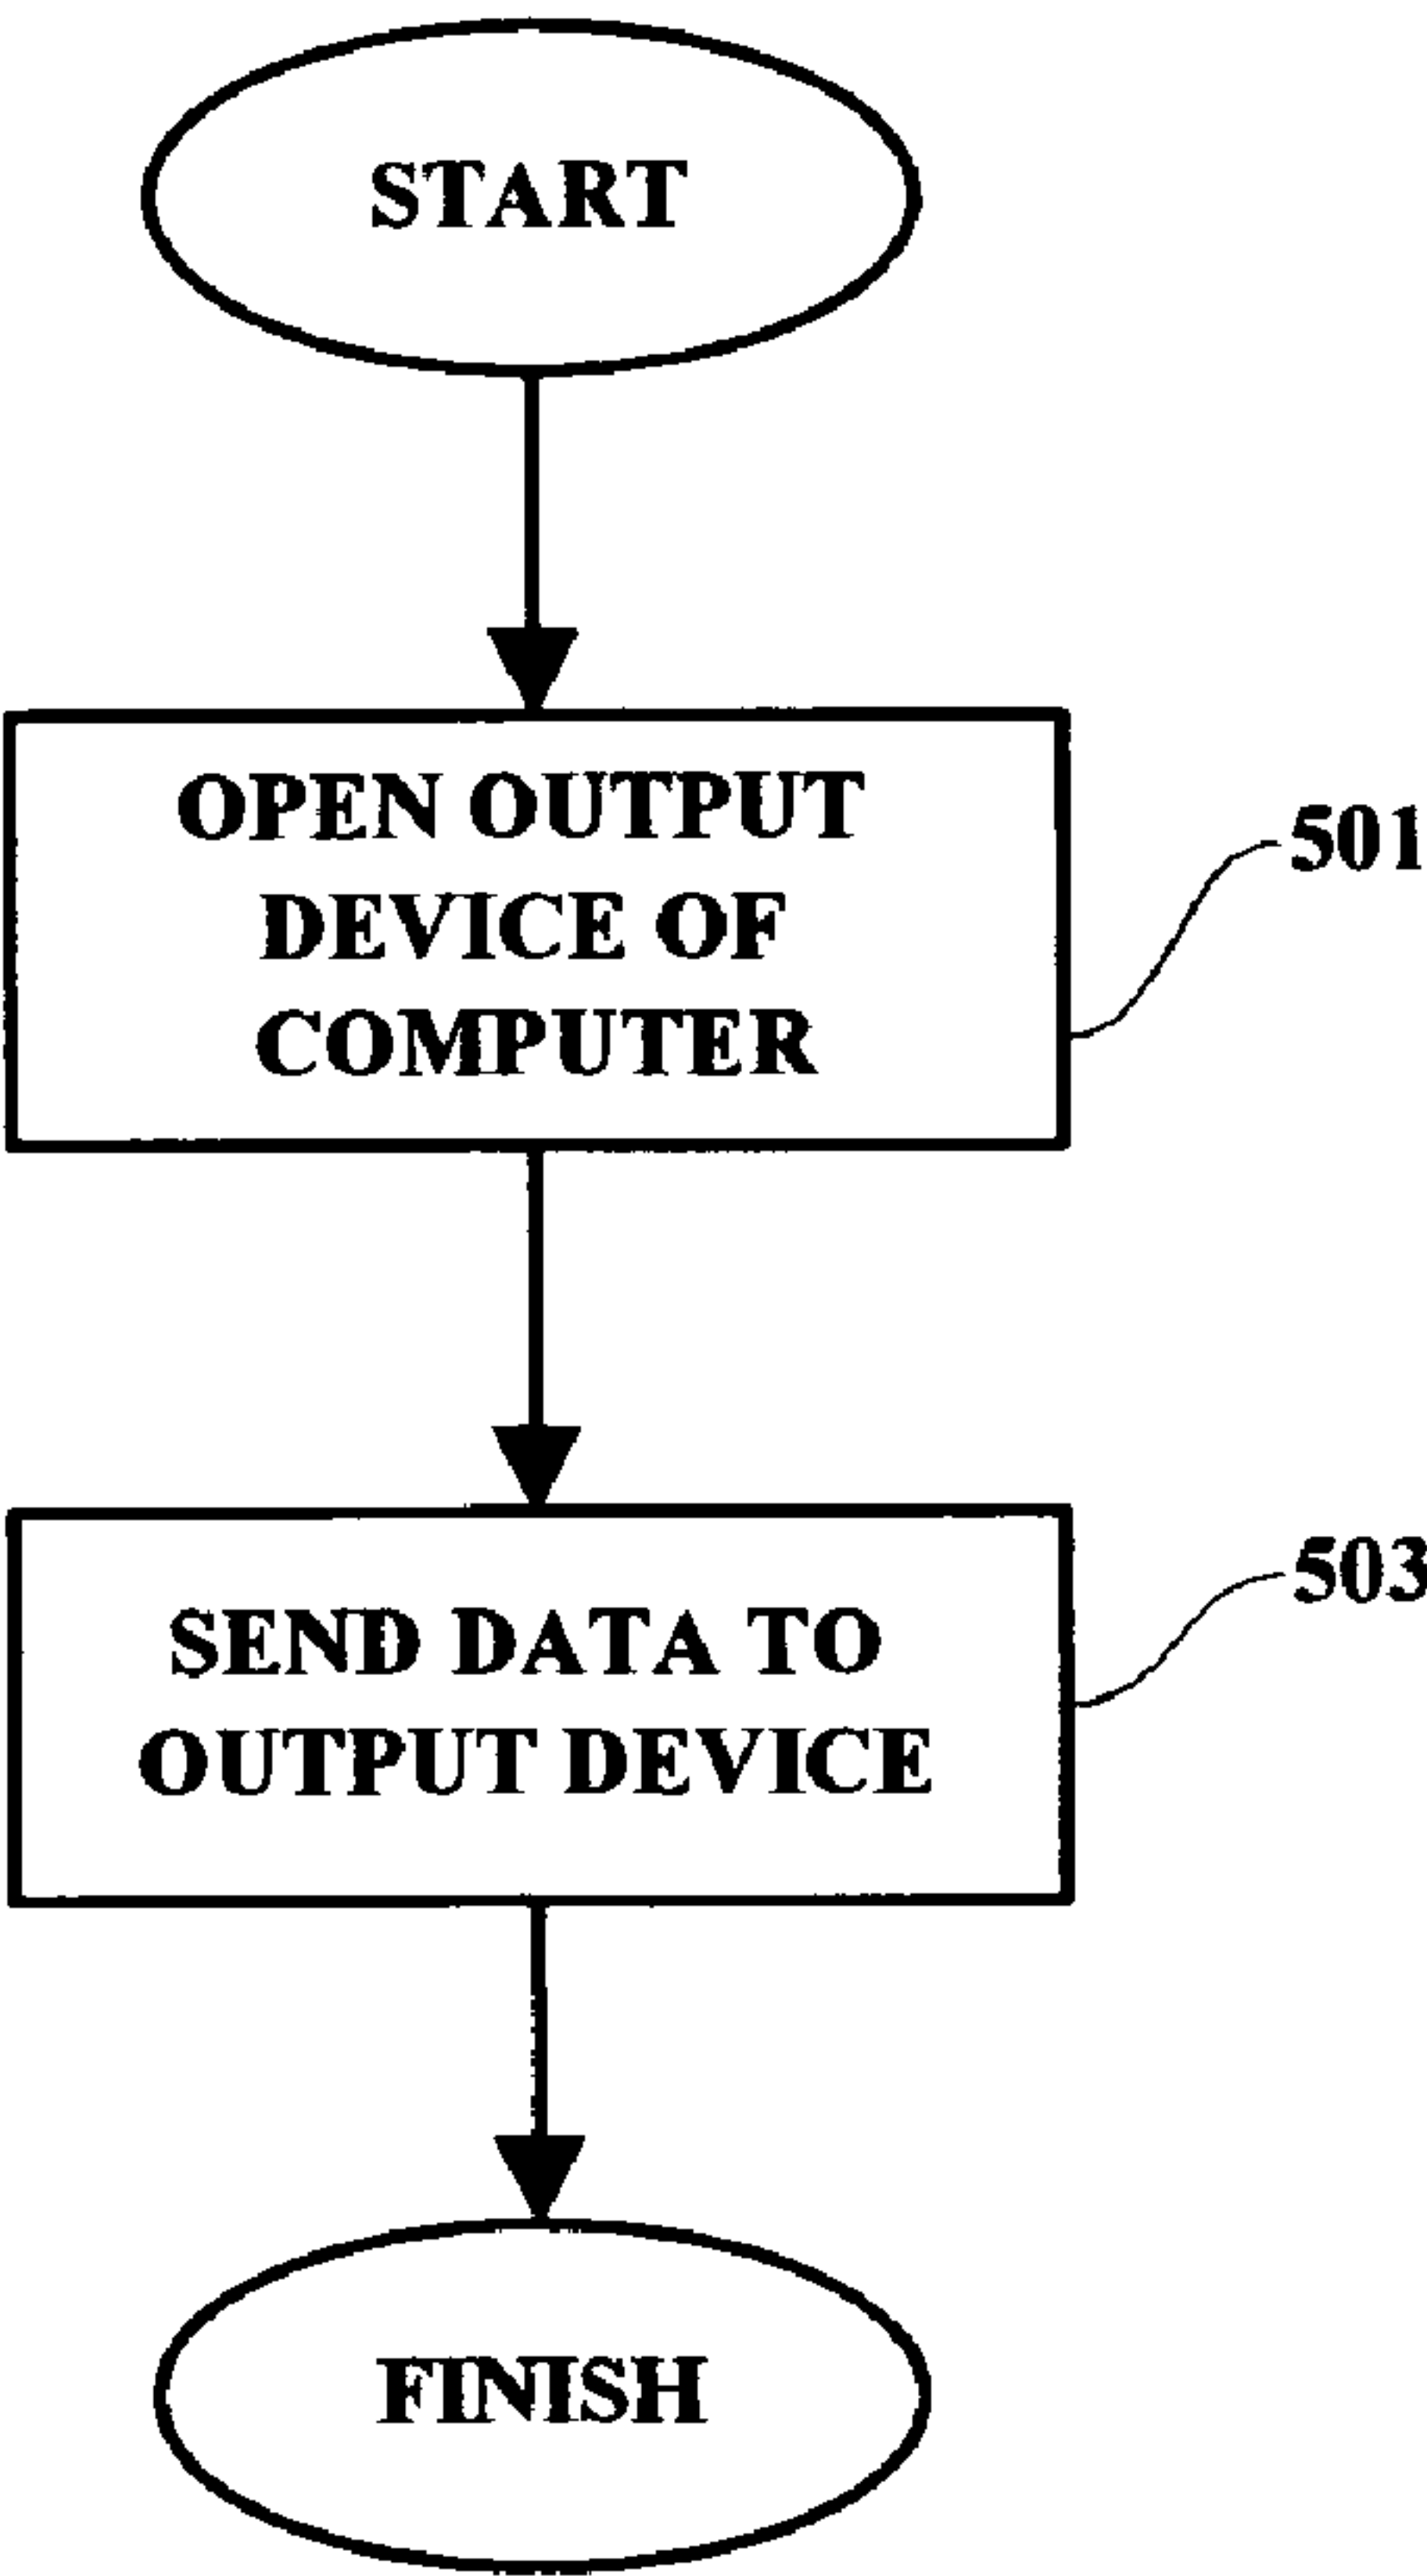 START
OPEN OUTPUT
DEVICE OF
COMPUTER
501
SEND DATA TO
OUTPUT DEVICE
503
FINISH